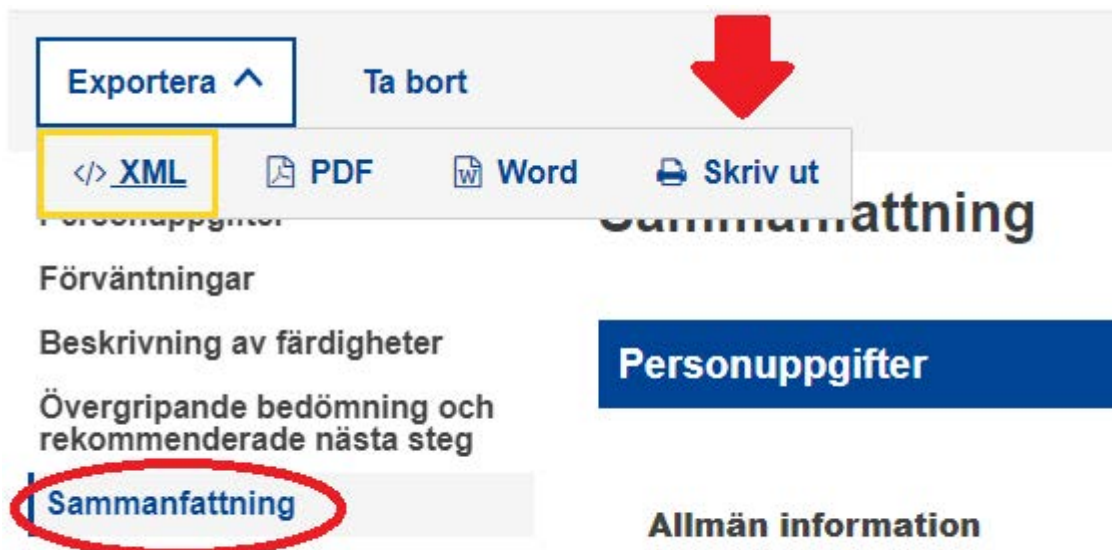 Exportera
Ta bort
</> XML
PDF
Word
Skriv ut
Personuppgifter
Sammanfattning
Förväntningar
Beskrivning av färdigheter
Övergripande bedömning och
rekommenderade nästa steg
Sammanfattning
Personuppgifter
Allmän information